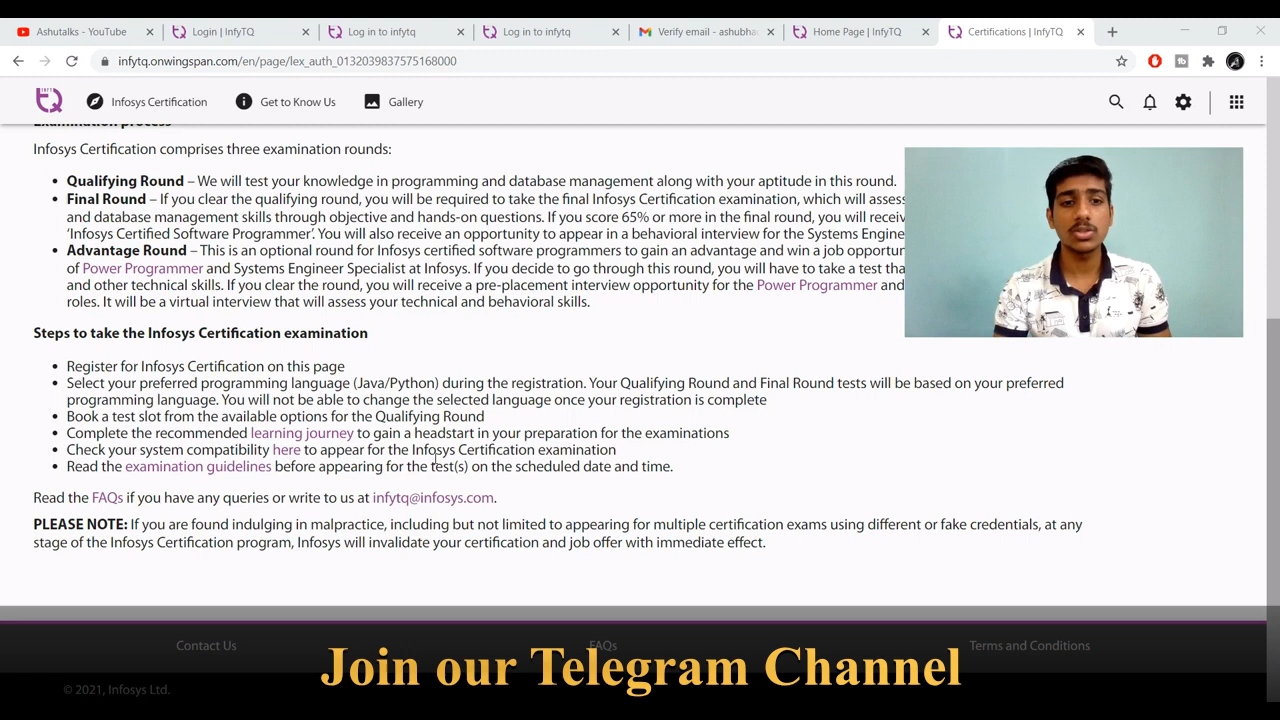 Ashutalks - YouTube
Login | InfyTQ
Log in to infytq
Log in to infytq
Verify email - ashubha
Home Page | InfyTQ
Certifications | InfyTQ
infytq.onwingspan.com/en/page/lex_auth_0132039837575168000
Infosys Certification
Get to Know Us
Gallery
Examination process
Infosys Certification comprises three examination rounds:
• Qualifying Round – We will test your knowledge in programming and database management along with your aptitude in this round.
• Final Round – If you clear the qualifying round, you will be required to take the final Infosys Certification examination, which will assess
and database management skills through objective and hands-on questions. If you score 65% or more in the final round, you will receiv
'Infosys Certified Software Programmer'. You will also receive an opportunity to appear in a behavioral interview for the Systems Engine
• Advantage Round – This is an optional round for Infosys certified software programmers to gain an advantage and win a job opportun
of Power Programmer and Systems Engineer Specialist at Infosys. If you decide to go through this round, you will have to take a test tha
and other technical skills. If you clear the round, you will receive a pre-placement interview opportunity for the Power Programmer and
roles. It will be a virtual interview that will assess your technical and behavioral skills.
Steps to take the Infosys Certification examination
• Register for Infosys Certification on this page
• Select your preferred programming language (Java/Python) during the registration. Your Qualifying Round and Final Round tests will be based on your preferred
programming language. You will not be able to change the selected language once your registration is complete
• Book a test slot from the available options for the Qualifying Round
• Complete the recommended learning journey to gain a headstart in your preparation for the examinations
• Check your system compatibility here to appear for the Infosys Certification examination
• Read the examination guidelines before appearing for the test(s) on the scheduled date and time.
Read the FAQs if you have any queries or write to us at infytq@infosys.com.
PLEASE NOTE: If you are found indulging in malpractice, including but not limited to appearing for multiple certification exams using different or fake credentials, at any
stage of the Infosys Certification program, Infosys will invalidate your certification and job offer with immediate effect.
Contact Us
FAQs
Terms and Conditions
Join our Telegram Channel
© 2021, Infosys Ltd.